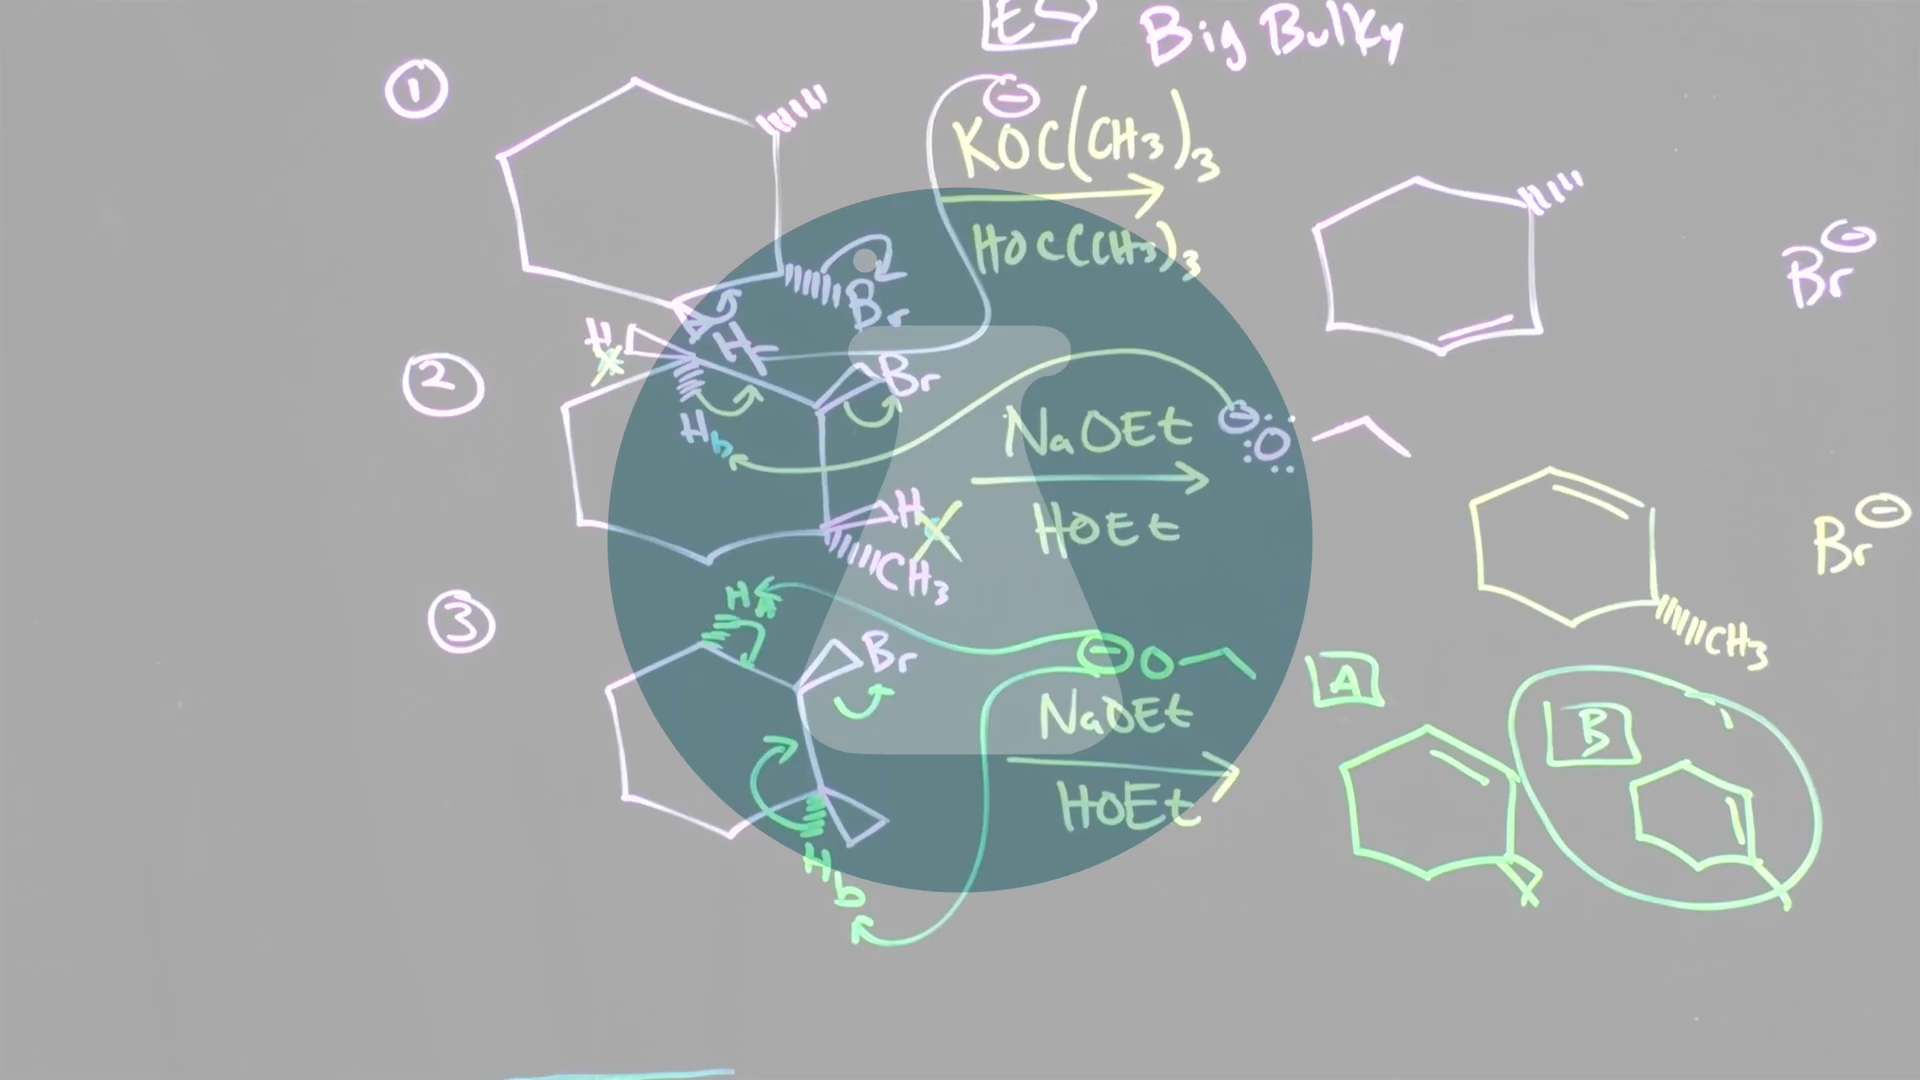 E2 Big Bulky
①
⊖
KOC(CH₃)₃
HOC(CH₃)₃
Br
H
Br⊖
②
H
Br
Hb
NaOEt
HOEt
⊖ :O:
H
CH₃
CH₃
Br⊖
③
HA
Br
⊖O
NaOEt
HOEt
Hb
A
B